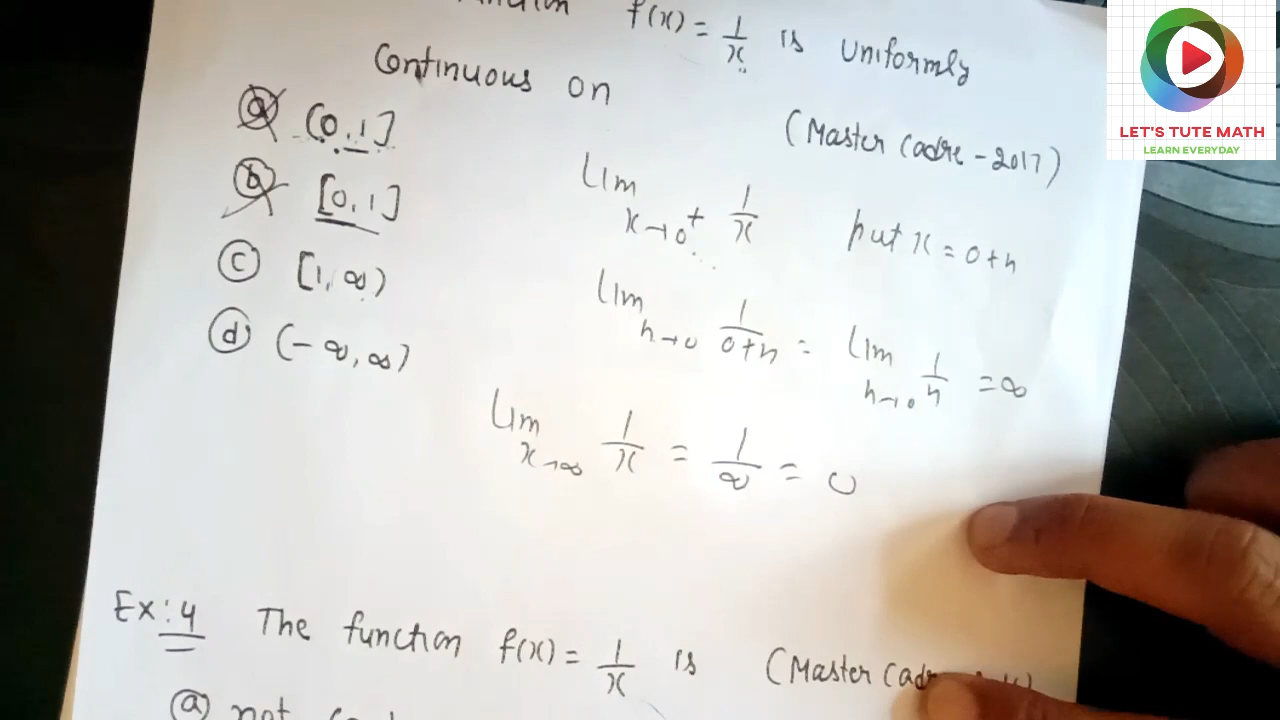 f(x) = 1/x is uniformly
Continuous on
(Master Cadre - 2017)
ⓐ (0, 1]
ⓑ [0, 1]
ⓒ [1, ∞)
ⓓ (-∞, ∞)
Lim x→0⁺ 1/x put x = 0+h
Lim h→0 1/(0+h) = Lim h→0 1/h = ∞
Lim x→∞ 1/x = 1/∞ = 0
Ex: 4 The function f(x) = 1/x is (Master
ⓐ not
LET'S TUTE MATH
LEARN EVERYDAY